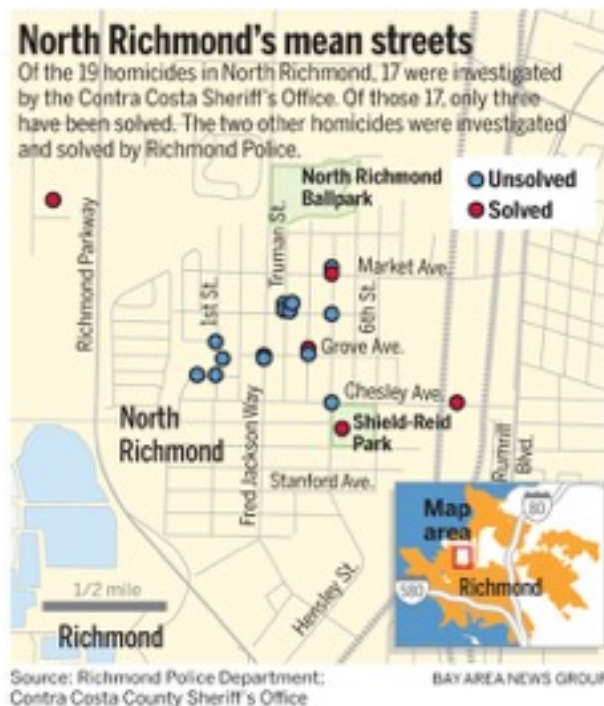 North Richmond's mean streets
Of the 19 homicides in North Richmond, 17 were investigated
by the Contra Costa Sheriff's Office. Of those 17, only three
have been solved. The two other homicides were investigated
and solved by Richmond Police.
North Richmond
Ballpark
Unsolved
Solved
Richmond Parkway
Truman St.
Market Ave.
1st St.
6th St.
Grove Ave.
Chesley Ave.
North
Richmond
Fred Jackson Way
Shield-Reid
Park
Rumrill
Blvd.
Stanford Ave.
Hensley St.
Map
area
80
Richmond
580
1/2 mile
Richmond
Source: Richmond Police Department;
Contra Costa County Sheriff's Office
BAY AREA NEWS GROUP